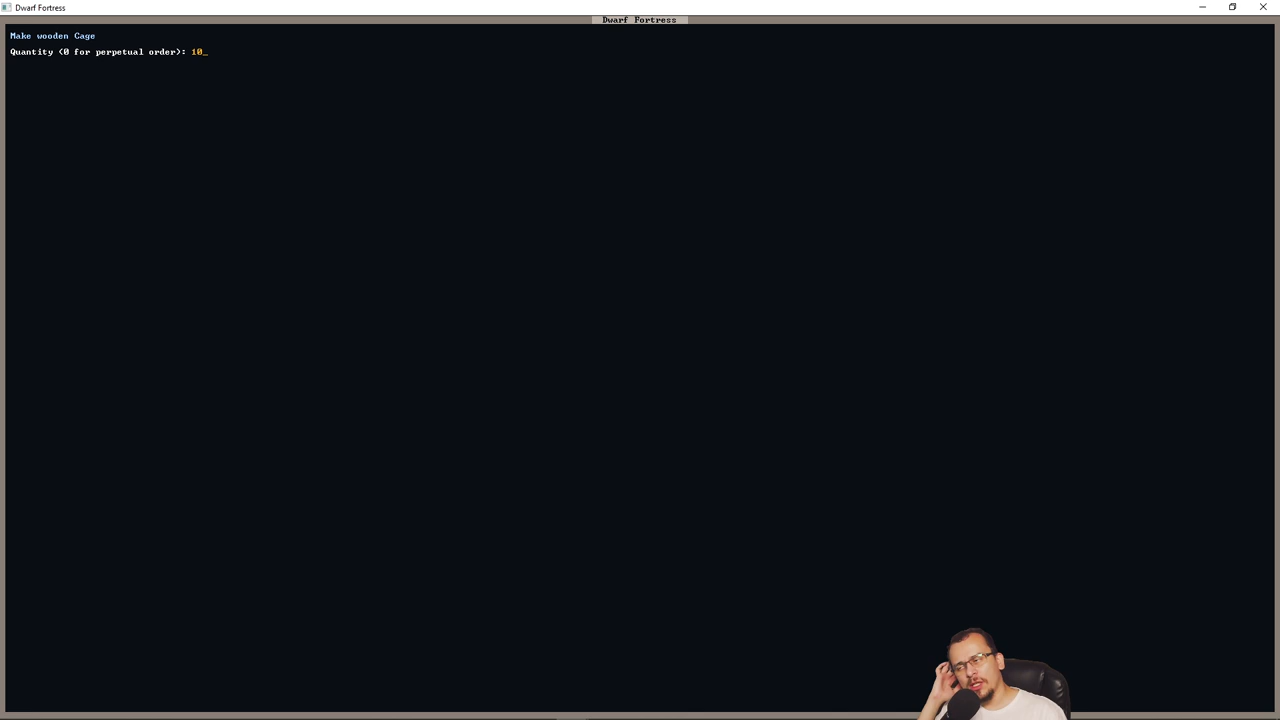 Dwarf Fortress
Dwarf Fortress
Make wooden Cage
Quantity (0 for perpetual order): 10_